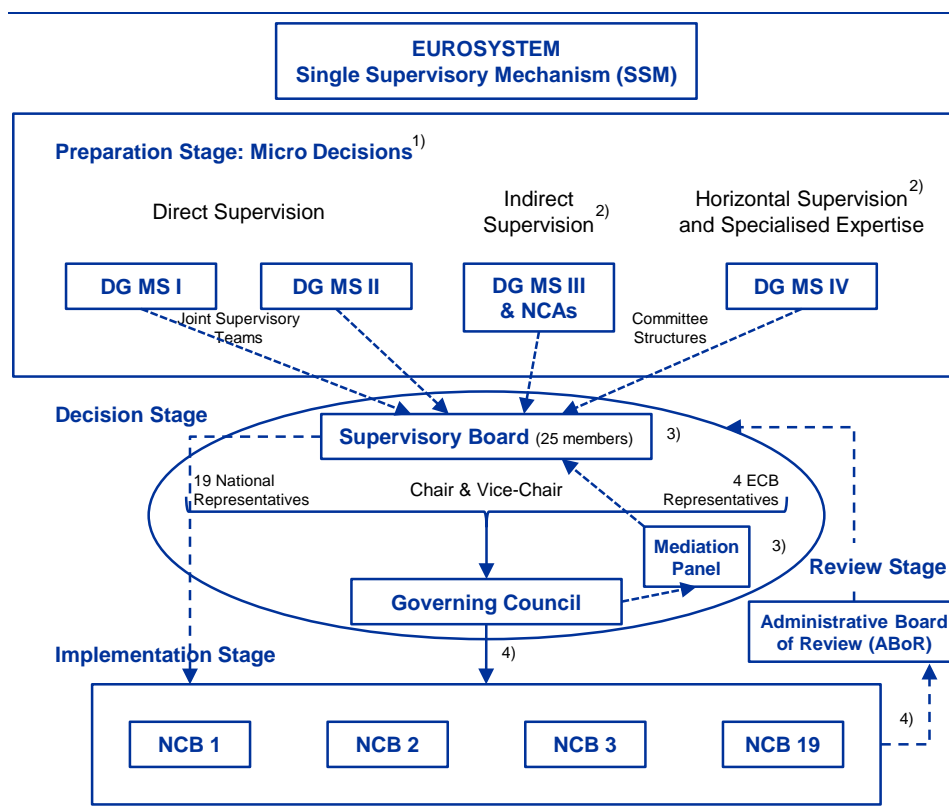 EUROSYSTEM
Single Supervisory Mechanism (SSM)
Preparation Stage: Micro Decisions1)
Direct Supervision
Indirect
Supervision2)
Horizontal Supervision2)
and Specialised Expertise
DG MS I
DG MS II
DG MS III
& NCAs
DG MS IV
Joint Supervisory
Teams
Committee
Structures
Decision Stage
Supervisory Board (25 members)
3)
19 National
Representatives
Chair & Vice-Chair
4 ECB
Representatives
Mediation
Panel
3)
Governing Council
Review Stage
Administrative Board
of Review (ABoR)
Implementation Stage
4)
NCB 1
NCB 2
NCB 3
NCB 19
4)